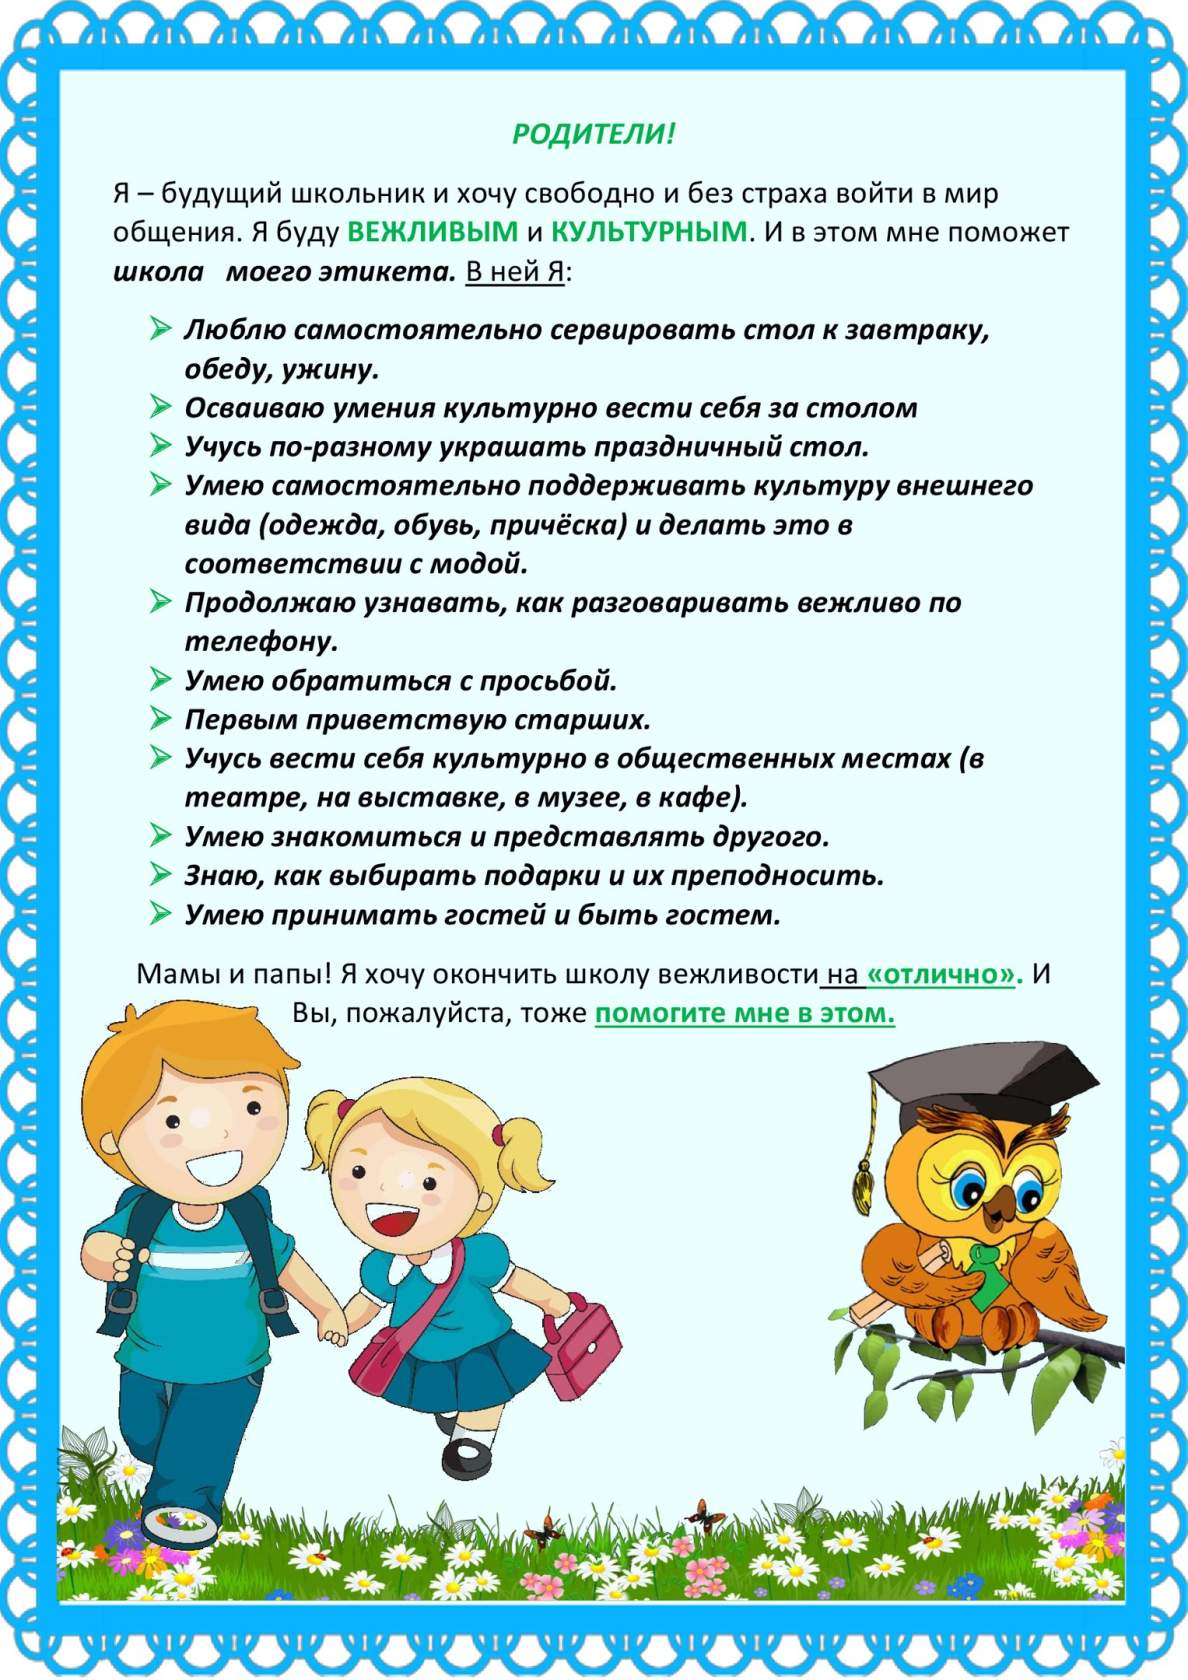 РОДИТЕЛИ!
Я – будущий школьник и хочу свободно и без страха войти в мир
общения. Я буду ВЕЖЛИВЫМ и КУЛЬТУРНЫМ. И в этом мне поможет
школа моего этикета. В ней Я:
➢ Люблю самостоятельно сервировать стол к завтраку,
обеду, ужину.
➢ Осваиваю умения культурно вести себя за столом
➢ Учусь по-разному украшать праздничный стол.
➢ Умею самостоятельно поддерживать культуру внешнего
вида (одежда, обувь, причёска) и делать это в
соответствии с модой.
➢ Продолжаю узнавать, как разговаривать вежливо по
телефону.
➢ Умею обратиться с просьбой.
➢ Первым приветствую старших.
➢ Учусь вести себя культурно в общественных местах (в
театре, на выставке, в музее, в кафе).
➢ Умею знакомиться и представлять другого.
➢ Знаю, как выбирать подарки и их преподносить.
➢ Умею принимать гостей и быть гостем.
Мамы и папы! Я хочу окончить школу вежливости на «отлично». И
Вы, пожалуйста, тоже помогите мне в этом.